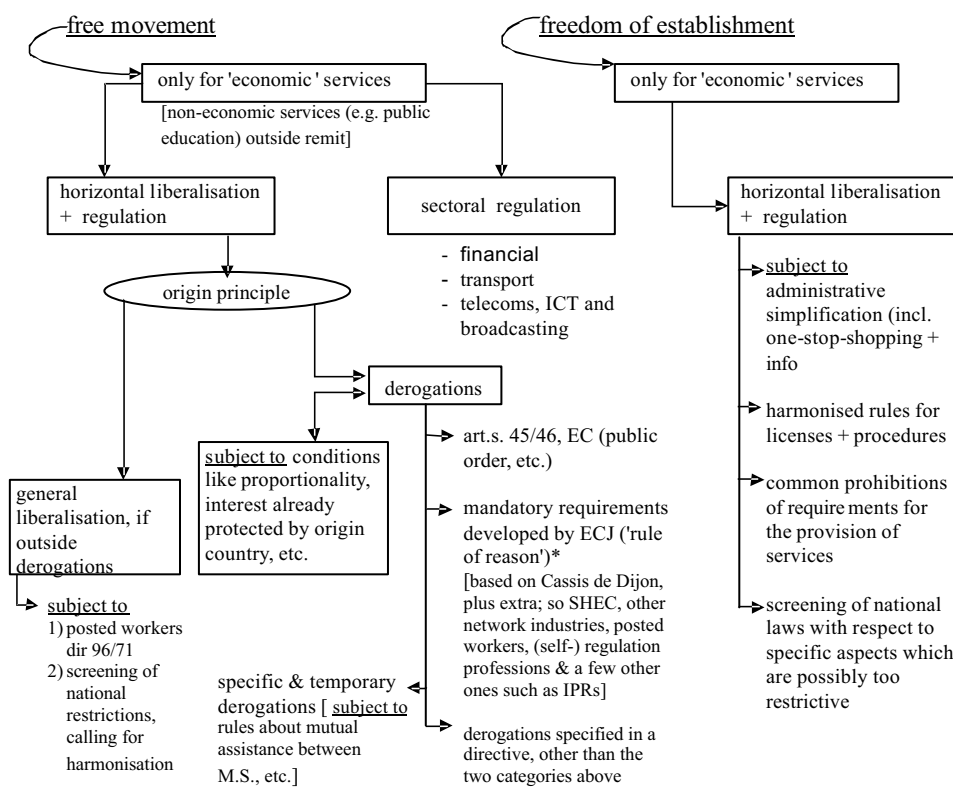 free movement
freedom of establishment
only for 'economic' services
[non-economic services (e.g. public
education) outside remit]
only for 'economic' services
horizontal liberalisation
+ regulation
sectoral regulation
- financial
- transport
- telecoms, ICT and
broadcasting
horizontal liberalisation
+ regulation
origin principle
derogations
subject to conditions
like proportionality,
interest already
protected by origin
country, etc.
general
liberalisation, if
outside
derogations
subject to
1) posted workers
dir 96/71
2) screening of
national
restrictions,
calling for
harmonisation
art.s. 45/46, EC (public
order, etc.)
mandatory requirements
developed by ECJ ('rule
of reason')*
[based on Cassis de Dijon,
plus extra; so SHEC, other
network industries, posted
workers, (self-) regulation
professions & a few other
ones such as IPRs]
specific & temporary
derogations [ subject to
rules about mutual
assistance between
M.S., etc.]
derogations specified in a
directive, other than the
two categories above
subject to
administrative
simplification (incl.
one-stop-shopping +
info
harmonised rules for
licenses + procedures
common prohibitions
of require ments for
the provision of
services
screening of national
laws with respect to
specific aspects which
are possibly too
restrictive